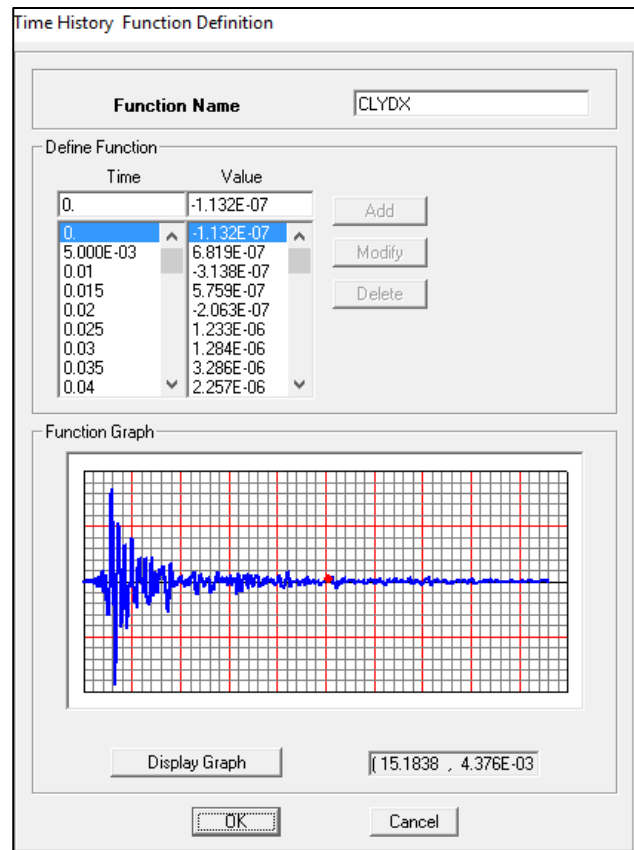 Time History Function Definition
Function Name CLYDX
Define Function
Time Value
0. -1.132E-07 Add
0. -1.132E-07
5.000E-03 6.819E-07 Modify
0.01 -3.138E-07
0.015 5.759E-07 Delete
0.02 -2.063E-07
0.025 1.233E-06
0.03 1.284E-06
0.035 3.286E-06
0.04 2.257E-06
Function Graph
Display Graph ( 15.1838 , 4.376E-03
OK Cancel